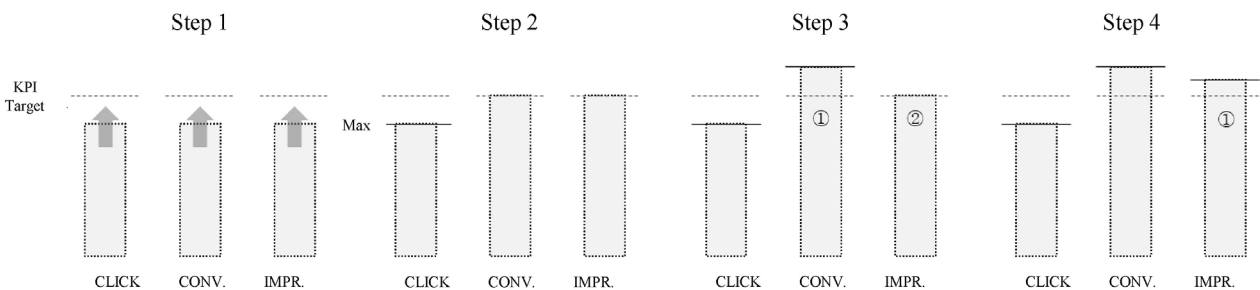 Step 1
Step 2
Step 3
Step 4
KPI
Target
Max
①
②
①
CLICK CONV. IMPR.
CLICK CONV. IMPR.
CLICK CONV. IMPR.
CLICK CONV. IMPR.